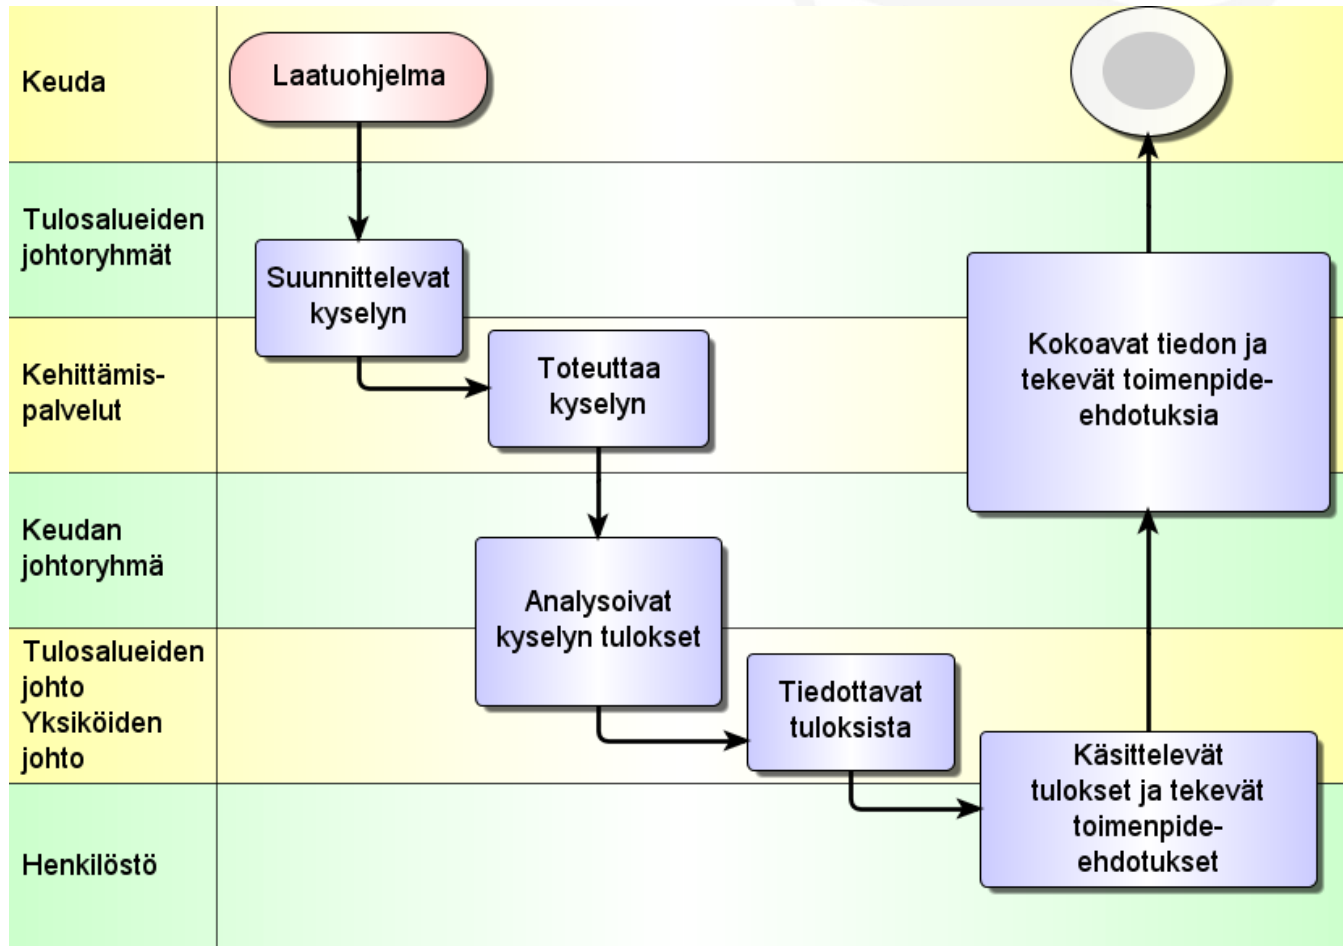 Keuda
Laatuohjelma
Tulosalueiden
johtoryhmät
Suunnittelevat
kyselyn
Kehittämis-
palvelut
Toteuttaa
kyselyn
Kokoavat tiedon ja
tekevät toimenpide-
ehdotuksia
Keudan
johtoryhmä
Analysoivat
kyselyn tulokset
Tulosalueiden
johto
Yksiköiden
johto
Tiedottavat
tuloksista
Käsittelevät
tulokset ja tekevät
toimenpide-
ehdotukset
Henkilöstö